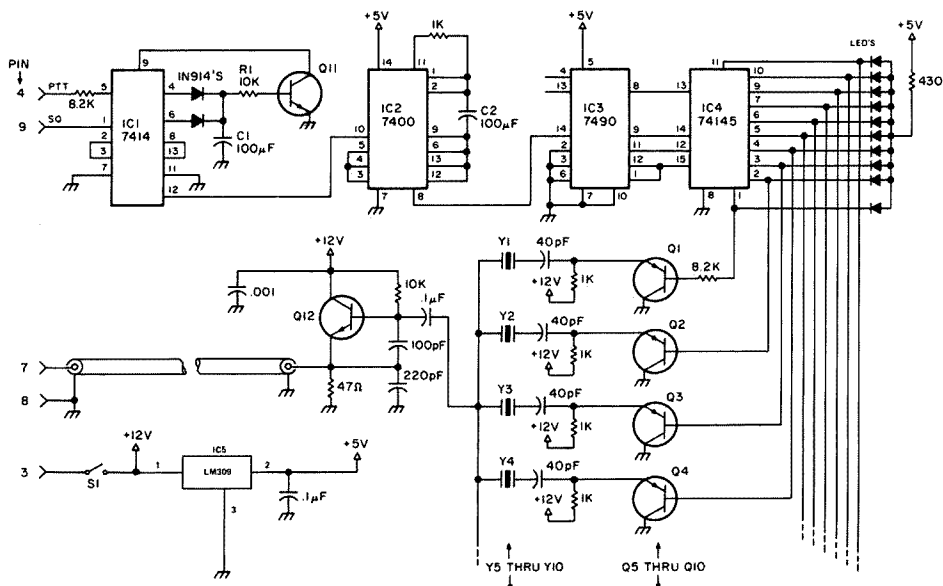 +5V
1K
+5V
+5V
LED'S
PIN
9
1N914'S
R1
10K
Q11
14
11
5
11
10
430
4
PTT
8.2K
5
4
1
2
4
13
8
13
9
7
9
SQ
1
IC1
7414
6
C1
100µF
IC2
7400
C2
100µF
IC3
7490
IC4
74145
6
5
2
3
8
13
10
5
4
3
9
6
13
12
14
9
11
14
12
4
3
7
11
12
2
3
6
12
1
15
2
7
8
7
10
8
1
+12V
Y1
40pF
Q1
8.2K
.001
10K
.1µF
+12V
1K
Q12
Y2
40pF
Q2
100pF
+12V
1K
7
220pF
47Ω
8
Y3
40pF
Q3
+12V
1K
+12V
IC5
+5V
3
S1
1
LM309
2
Y4
40pF
Q4
.1µF
+12V
1K
3
Y5 THRU Y10
Q5 THRU Q10